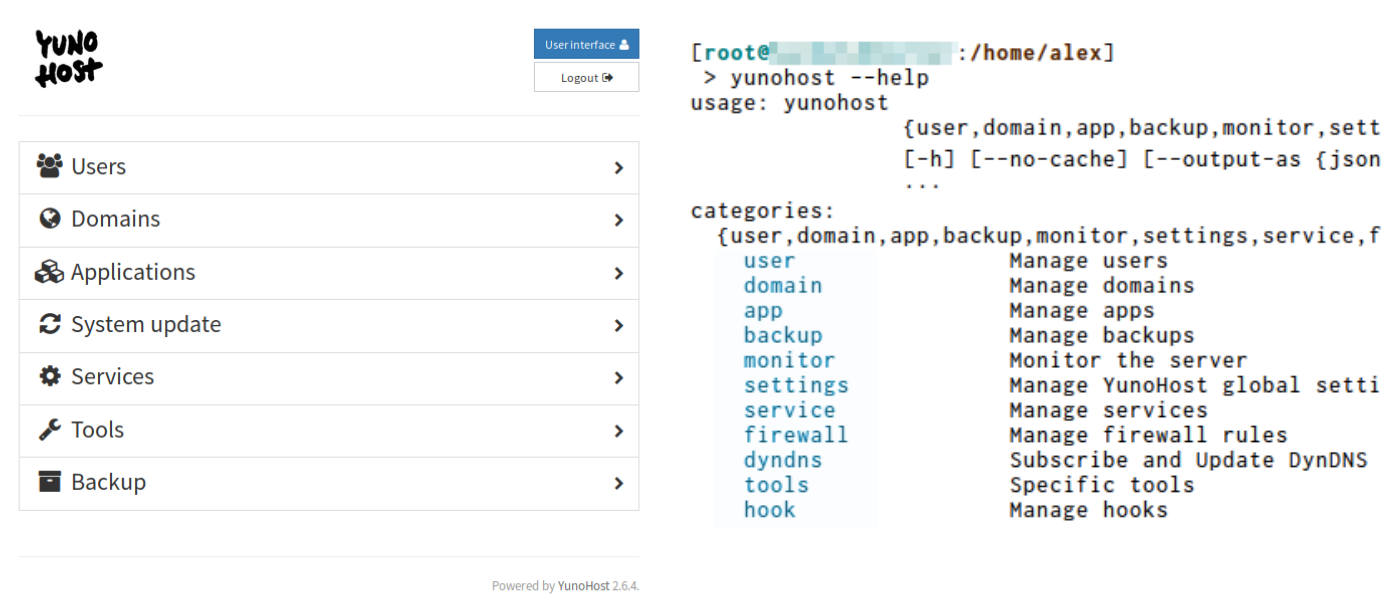 YUNO
HOST
User interface
Logout
Users
Domains
Applications
System update
Services
Tools
Backup
Powered by YunoHost 2.6.4.
[root@ :/home/alex]
> yunohost --help
usage: yunohost
{user,domain,app,backup,monitor,sett
[-h] [--no-cache] [--output-as {json
...
categories:
{user,domain,app,backup,monitor,settings,service,f
user Manage users
domain Manage domains
app Manage apps
backup Manage backups
monitor Monitor the server
settings Manage YunoHost global setti
service Manage services
firewall Manage firewall rules
dyndns Subscribe and Update DynDNS
tools Specific tools
hook Manage hooks